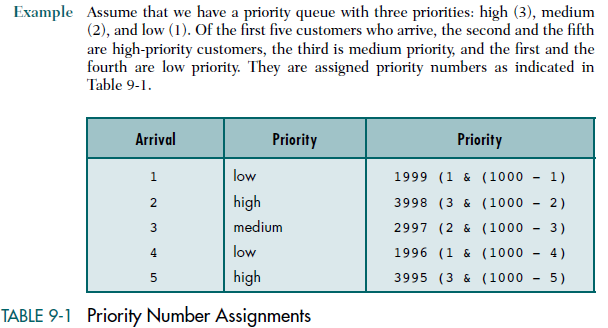 Example Assume that we have a priority queue with three priorities: high (3), medium
(2), and low (1). Of the first five customers who arrive, the second and the fifth
are high-priority customers, the third is medium priority, and the first and the
fourth are low priority. They are assigned priority numbers as indicated in
Table 9-1.
Arrival Priority Priority
1 low 1999 (1 & (1000 - 1)
2 high 3998 (3 & (1000 - 2)
3 medium 2997 (2 & (1000 - 3)
4 low 1996 (1 & (1000 - 4)
5 high 3995 (3 & (1000 - 5)
TABLE 9-1 Priority Number Assignments